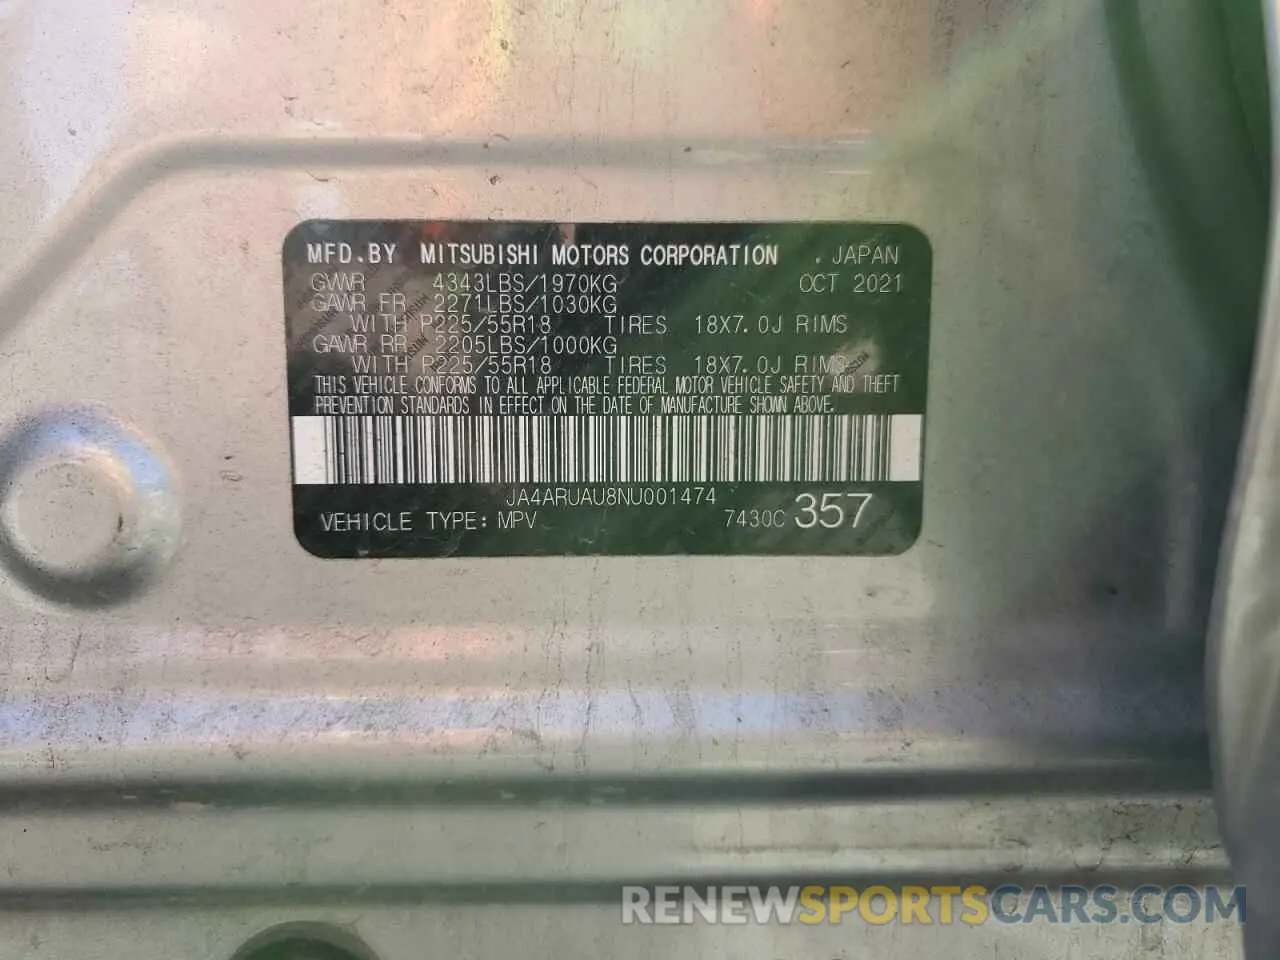 MFD.BY MITSUBISHI MOTORS CORPORATION . JAPAN
GVWR 4343LBS/1970KG OCT 2021
GAWR FR 2271LBS/1030KG
WITH P225/55R18 TIRES 18X7.0J RIMS
GAWR RR 2205LBS/1000KG
WITH P225/55R18 TIRES 18X7.0J RIMS
THIS VEHICLE CONFORMS TO ALL APPLICABLE FEDERAL MOTOR VEHICLE SAFETY AND THEFT
PREVENTION STANDARDS IN EFFECT ON THE DATE OF MANUFACTURE SHOWN ABOVE.
JA4ARUAU8NU001474
VEHICLE TYPE: MPV 7430C 357
RENEWSPORTSCARS.COM